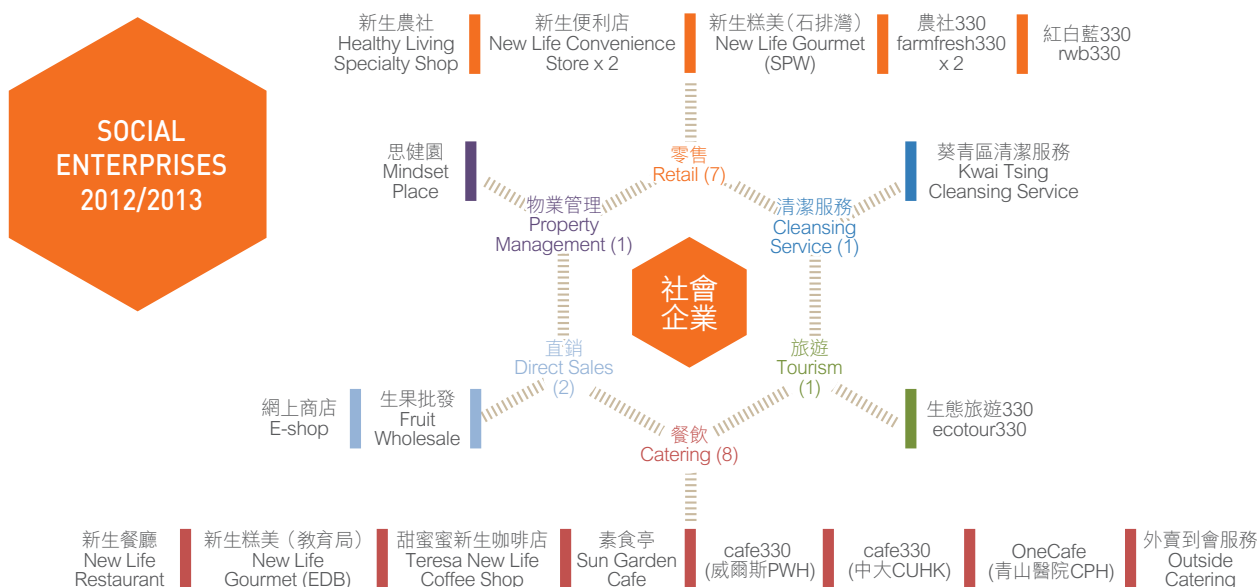 SOCIAL
ENTERPRISES
2012/2013
新生農社
Healthy Living
Specialty Shop
新生便利店
New Life Convenience
Store x 2
新生糕美(石排灣)
New Life Gourmet
(SPW)
農社330
farmfresh330
x 2
紅白藍330
rwb330
思健園
Mindset
Place
零售
Retail (7)
葵青區清潔服務
Kwai Tsing
Cleansing Service
物業管理
Property
Management (1)
清潔服務
Cleansing
Service (1)
社會
企業
直銷
Direct Sales
(2)
旅遊
Tourism
(1)
網上商店
E-shop
生果批發
Fruit
Wholesale
餐飲
Catering (8)
生態旅遊330
ecotour330
新生餐廳
New Life
Restaurant
新生糕美(教育局)
New Life
Gourmet (EDB)
甜蜜蜜新生咖啡店
Teresa New Life
Coffee Shop
素食亭
Sun Garden
Cafe
cafe330
(威爾斯PWH)
cafe330
(中大CUHK)
OneCafe
(青山醫院CPH)
外賣到會服務
Outside
Catering